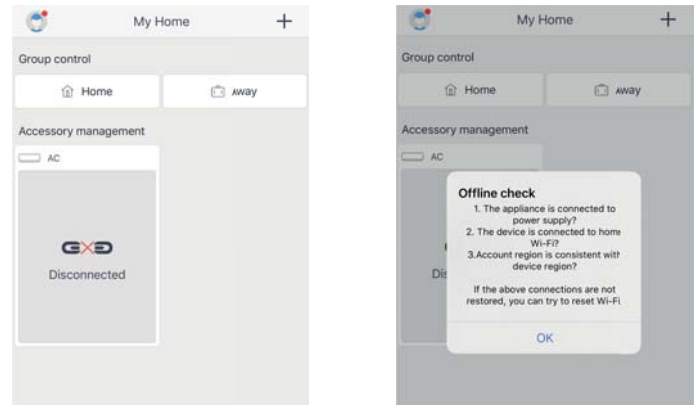 My Home
+
Group control
Home
Away
Accessory management
AC
Disconnected
My Home
+
Group control
Home
Away
Accessory management
AC
Dis
Offline check
1. The appliance is connected to
power supply?
2. The device is connected to home
Wi-Fi?
3.Account region is consistent with
device region?
If the above connections are not
restored, you can try to reset Wi-Fi
OK